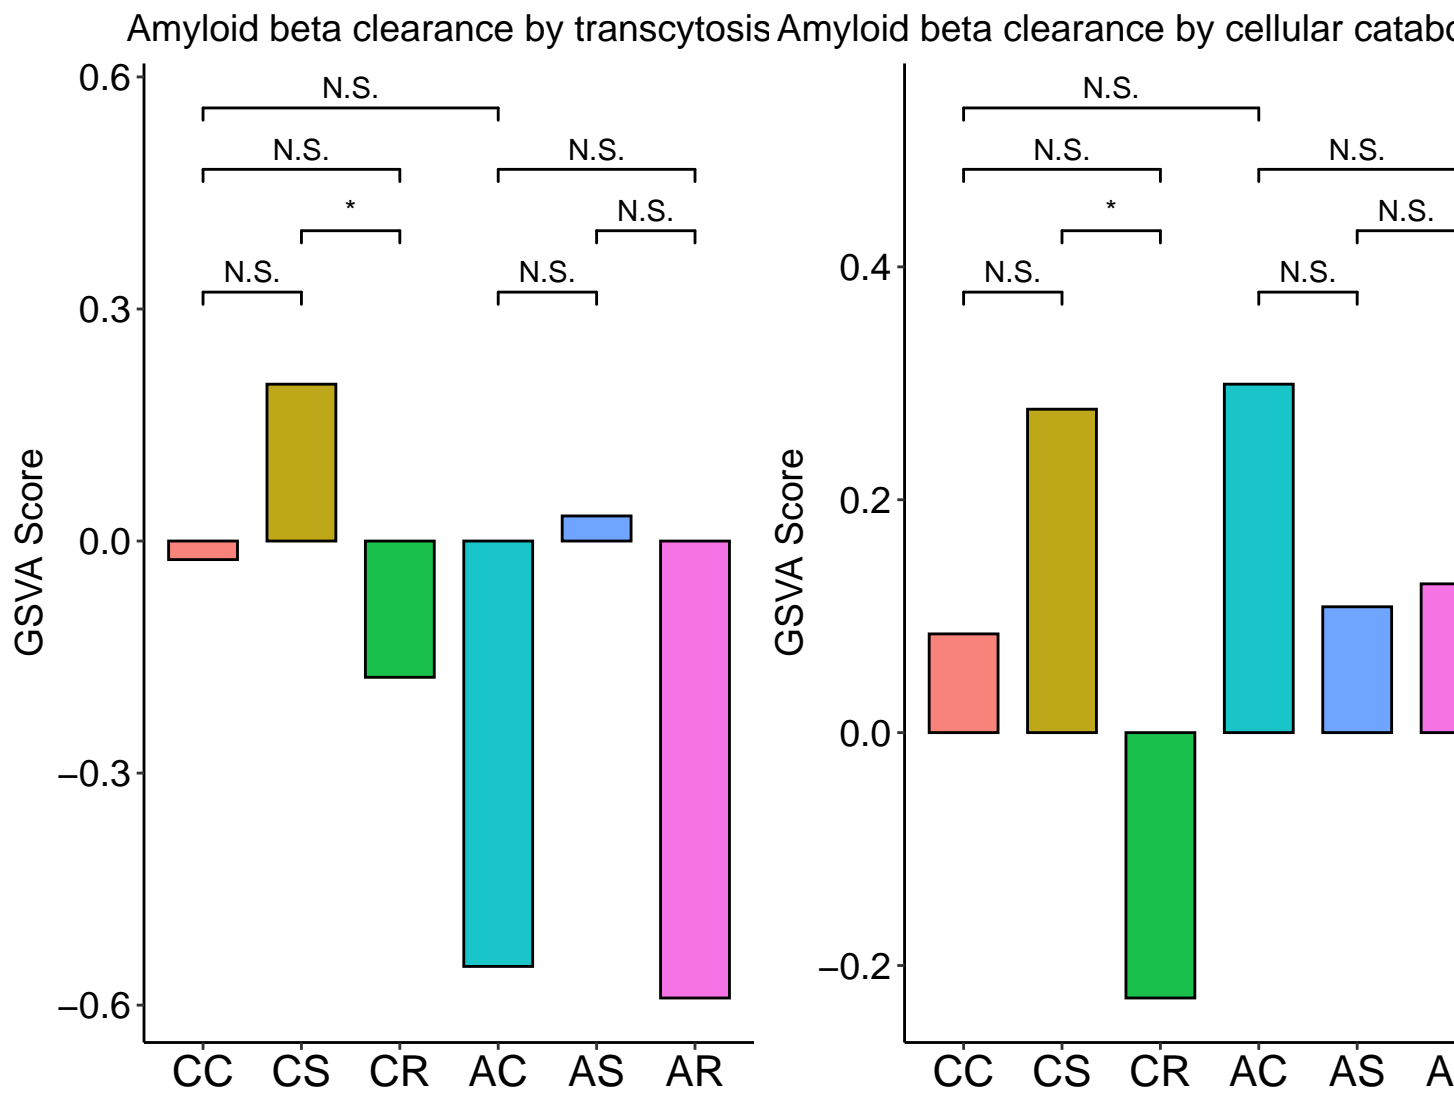 Amyloid beta clearance by transcytosis
0.6
N.S.
N.S.
N.S.
*
N.S.
N.S.
N.S.
0.3
0.0
−0.3
−0.6
GSVA Score
CC CS CR AC AS AR
Amyloid beta clearance by cellular catabo
N.S.
N.S.
N.S.
*
N.S.
N.S.
N.S.
0.4
0.2
0.0
−0.2
GSVA Score
CC CS CR AC AS A